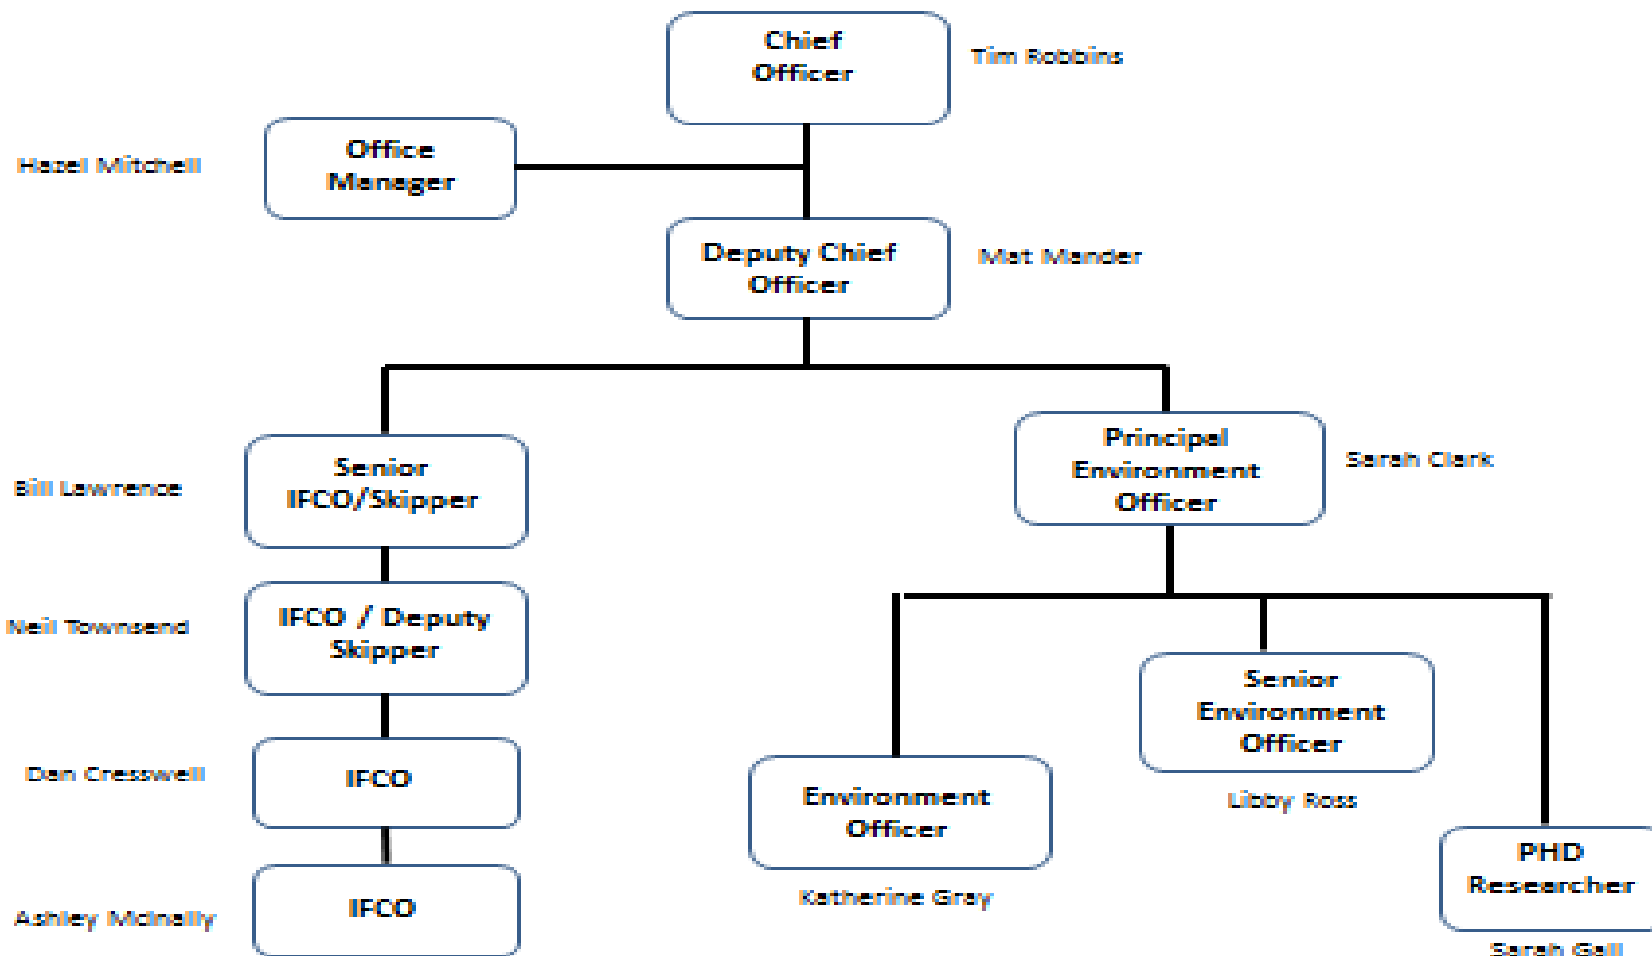 Chief
Officer
Tim Robbins
Hazel Mitchell
Office
Manager
Deputy Chief
Officer
Mat Mander
Bill Lawrence
Senior
IFCO/Skipper
Principal
Environment
Officer
Sarah Clark
Neil Townsend
IFCO / Deputy
Skipper
Senior
Environment
Officer
Libby Ross
Dan Cresswell
IFCO
Environment
Officer
Katherine Gray
Ashley McInally
IFCO
PHD
Researcher
Sarah Gall